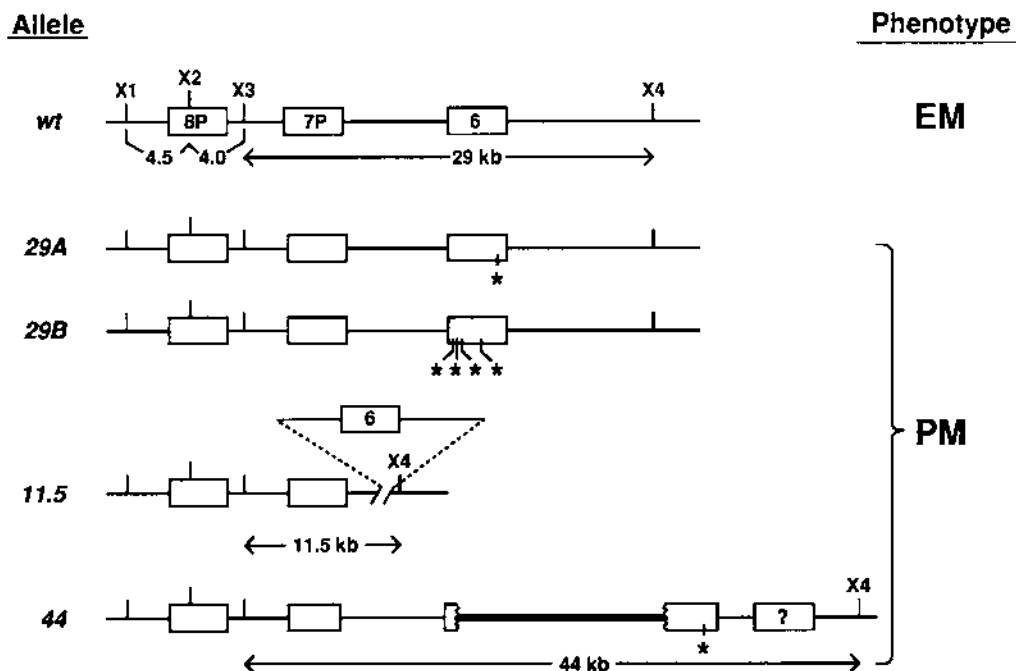 Allele Phenotype
X1 X2 X3 X4
wt 8P 7P 6 EM
4.5 4.0 29 kb
29A
*
29B
* * * *
PM
6
X4
11.5
11.5 kb
X4
44 ?
*
44 kb